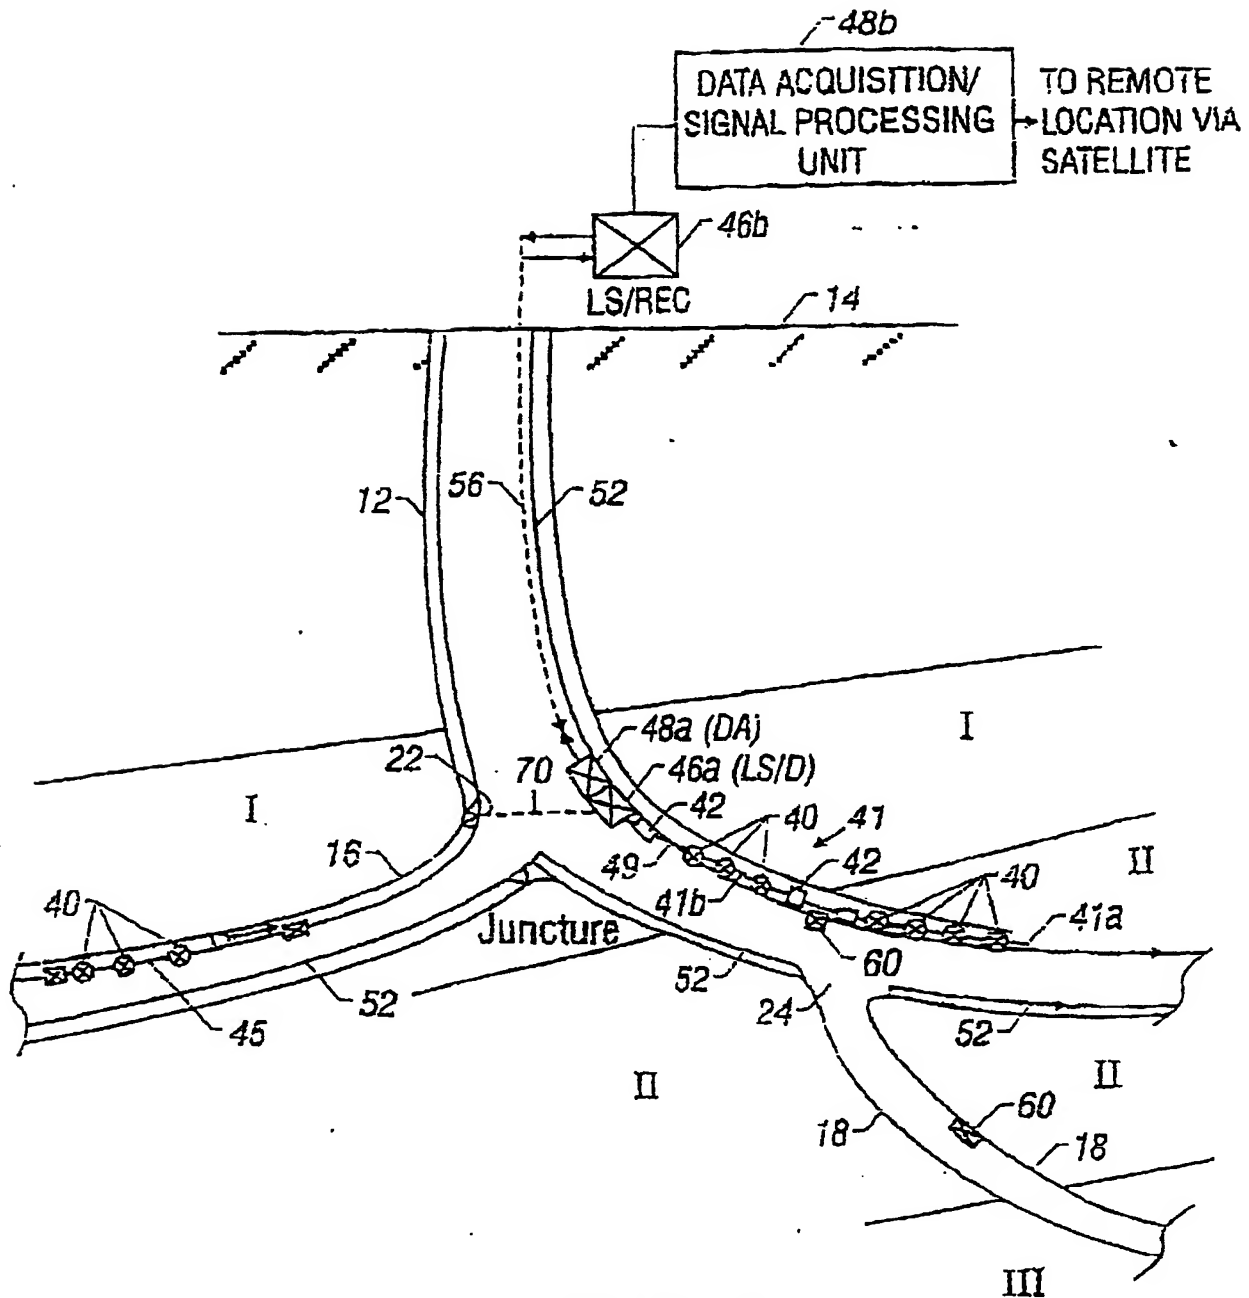 48b
DATA ACQUISITION/
SIGNAL PROCESSING
UNIT
TO REMOTE
LOCATION VIA
SATELLITE
46b
LS/REC
14
12
56
52
48a (DA)
46a (LS/D)
I
I
22
70
42
40
41
42
II
16
49
41b
40
41a
40
Juncture
60
52
52
24
52
45
II
II
60
18
18
III